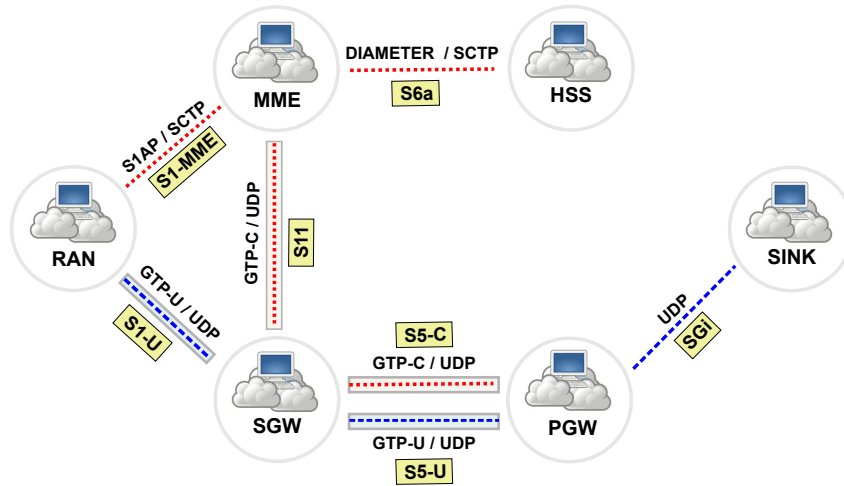 DIAMETER / SCTP
MME
S6a
HSS
S1AP / SCTP
S1-MME
GTP-C / UDP
S11
RAN
SINK
GTP-U / UDP
S1-U
UDP
SGi
S5-C
GTP-C / UDP
SGW
PGW
GTP-U / UDP
S5-U